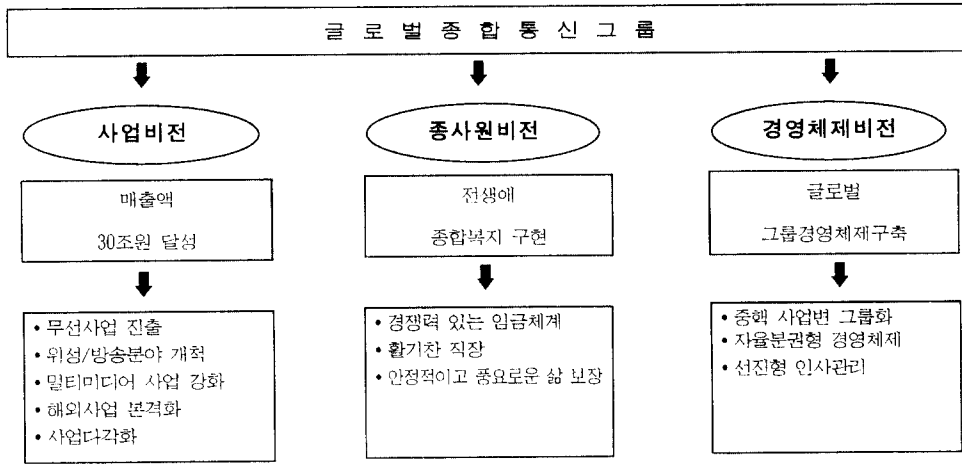 글로벌종합통신그룹
사업비전
매출액
30조원 달성
• 무선사업 진출
• 위성/방송분야 개척
• 멀티미디어 사업 강화
• 해외사업 본격화
• 사업다각화
종사원비전
전생애
종합복지 구현
• 경쟁력 있는 임금체계
• 활기찬 직장
• 안정적이고 풍요로운 삶 보장
경영체제비전
글로벌
그룹경영체제구축
• 중핵 사업변 그룹화
• 자율분권형 경영체제
• 선진형 인사관리